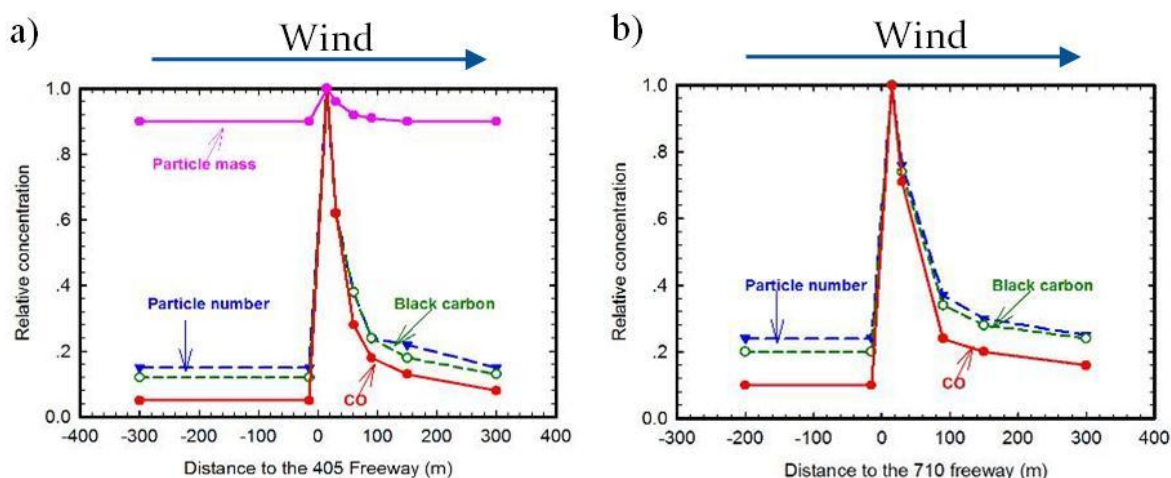 a)
Wind
1.0
.8
.6
.4
.2
0.0
Relative concentration
Particle mass
Particle number
Black carbon
CO
-400 -300 -200 -100 0 100 200 300 400
Distance to the 405 Freeway (m)
b)
Wind
1.0
.8
.6
.4
.2
0.0
Relative concentration
Particle number
Black carbon
CO
-300 -200 -100 0 100 200 300 400
Distance to the 710 freeway (m)